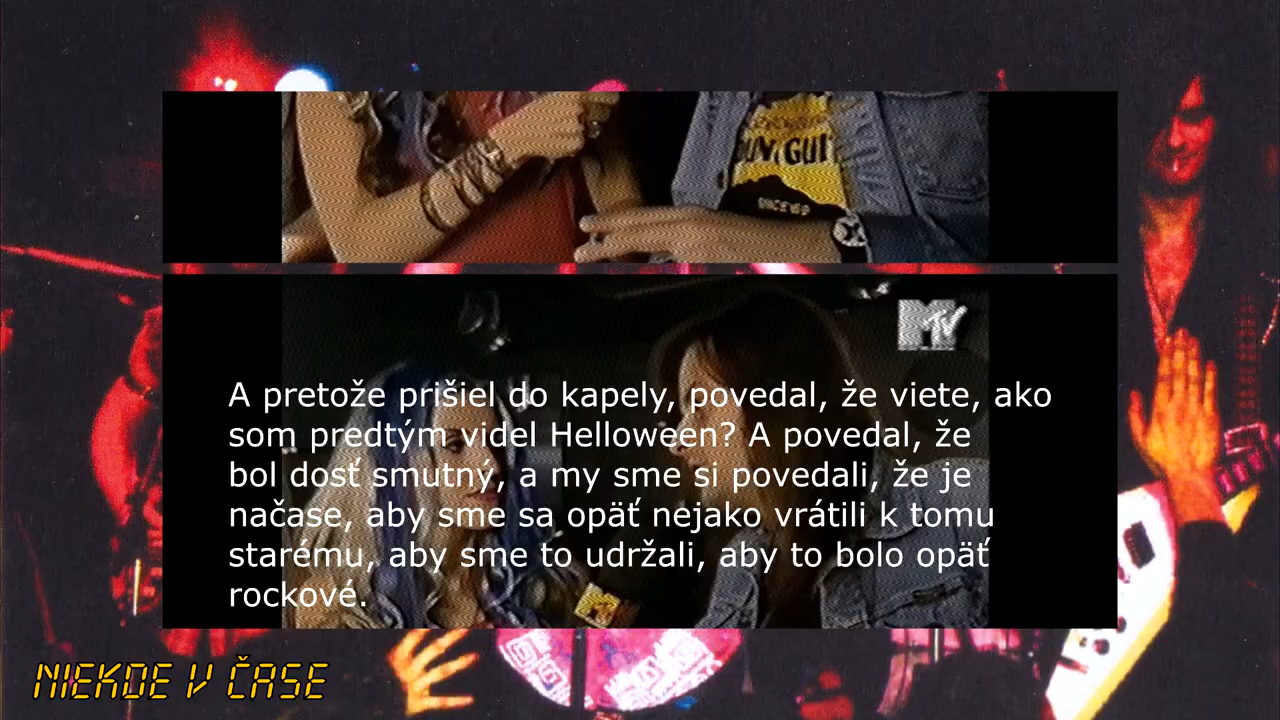 MTV
A pretože prišiel do kapely, povedal, že viete, ako
som predtým videl Helloween? A povedal, že
bol dosť smutný, a my sme si povedali, že je
načase, aby sme sa opäť nejako vrátili k tomu
starému, aby sme to udržali, aby to bolo opäť
rockové.
NIEKDE V ČASE